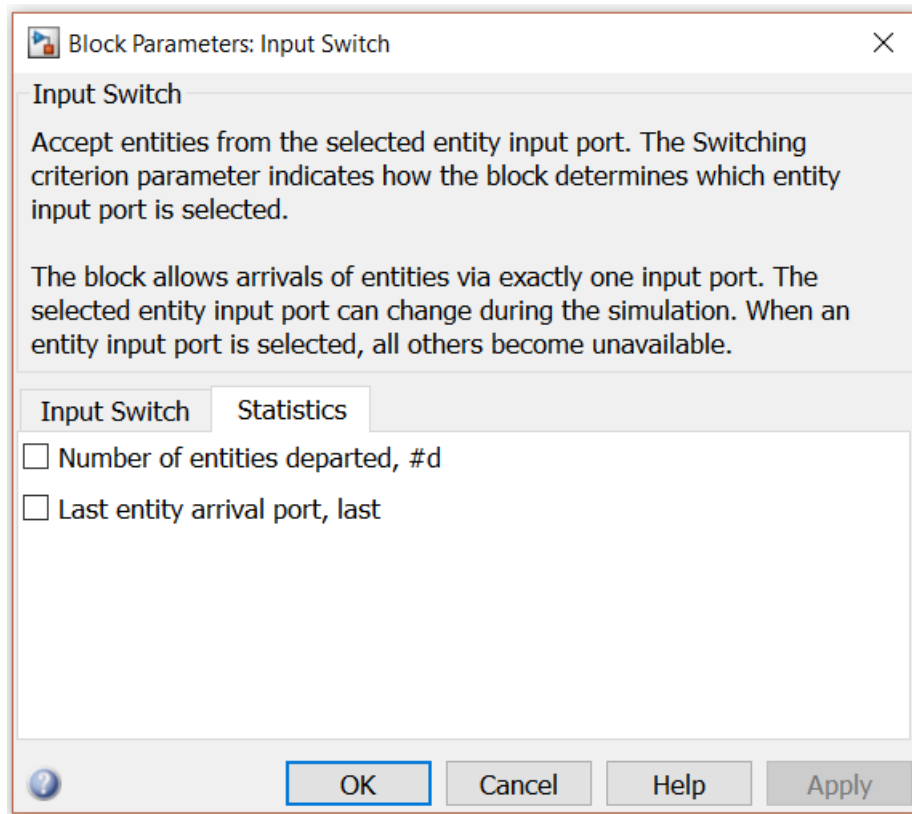 Block Parameters: Input Switch
Input Switch
Accept entities from the selected entity input port. The Switching
criterion parameter indicates how the block determines which entity
input port is selected.
The block allows arrivals of entities via exactly one input port. The
selected entity input port can change during the simulation. When an
entity input port is selected, all others become unavailable.
Input Switch Statistics
Number of entities departed, #d
Last entity arrival port, last
? OK Cancel Help Apply